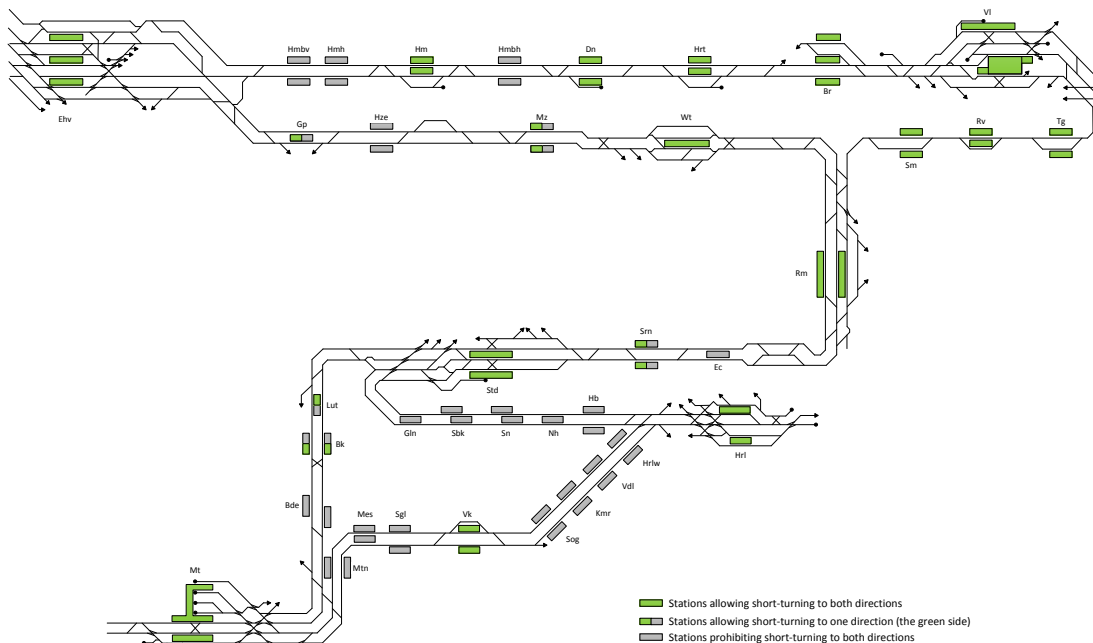 Vl
Hmbv Hmh Hm Hmbh Dn Hrt
Br
Ehv
Gp Hze Mz Wt Rv Tg
Sm
Rm
Srn
Ec
Std
Lut
Hb
Gln Sbk Sn Nh
Bk
Hrl
Hrlw
Vdl
Bde
Mes Sgl Vk Kmr
Sog
Mtn
Mt
Stations allowing short-turning to both directions
Stations allowing short-turning to one direction (the green side)
Stations prohibiting short-turning to both directions